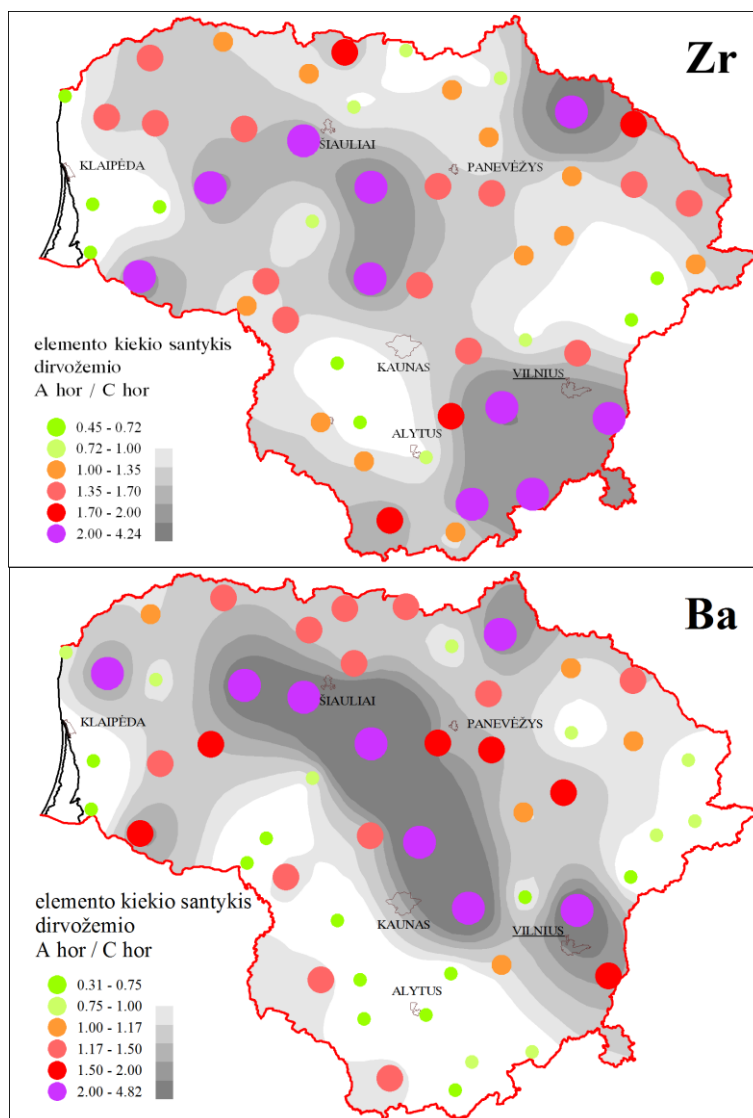 Zr
ŠIAULIAI
KLAIPĖDA
PANEVĖŽYS
elemento kiekio santykis
dirvožemio
A hor / C hor
KAUNAS
VILNIUS
ALYTUS
0.45 - 0.72
0.72 - 1.00
1.00 - 1.35
1.35 - 1.70
1.70 - 2.00
2.00 - 4.24
Ba
ŠIAULIAI
KLAIPĖDA
PANEVĖŽYS
elemento kiekio santykis
dirvožemio
A hor / C hor
KAUNAS
VILNIUS
ALYTUS
0.31 - 0.75
0.75 - 1.00
1.00 - 1.17
1.17 - 1.50
1.50 - 2.00
2.00 - 4.82